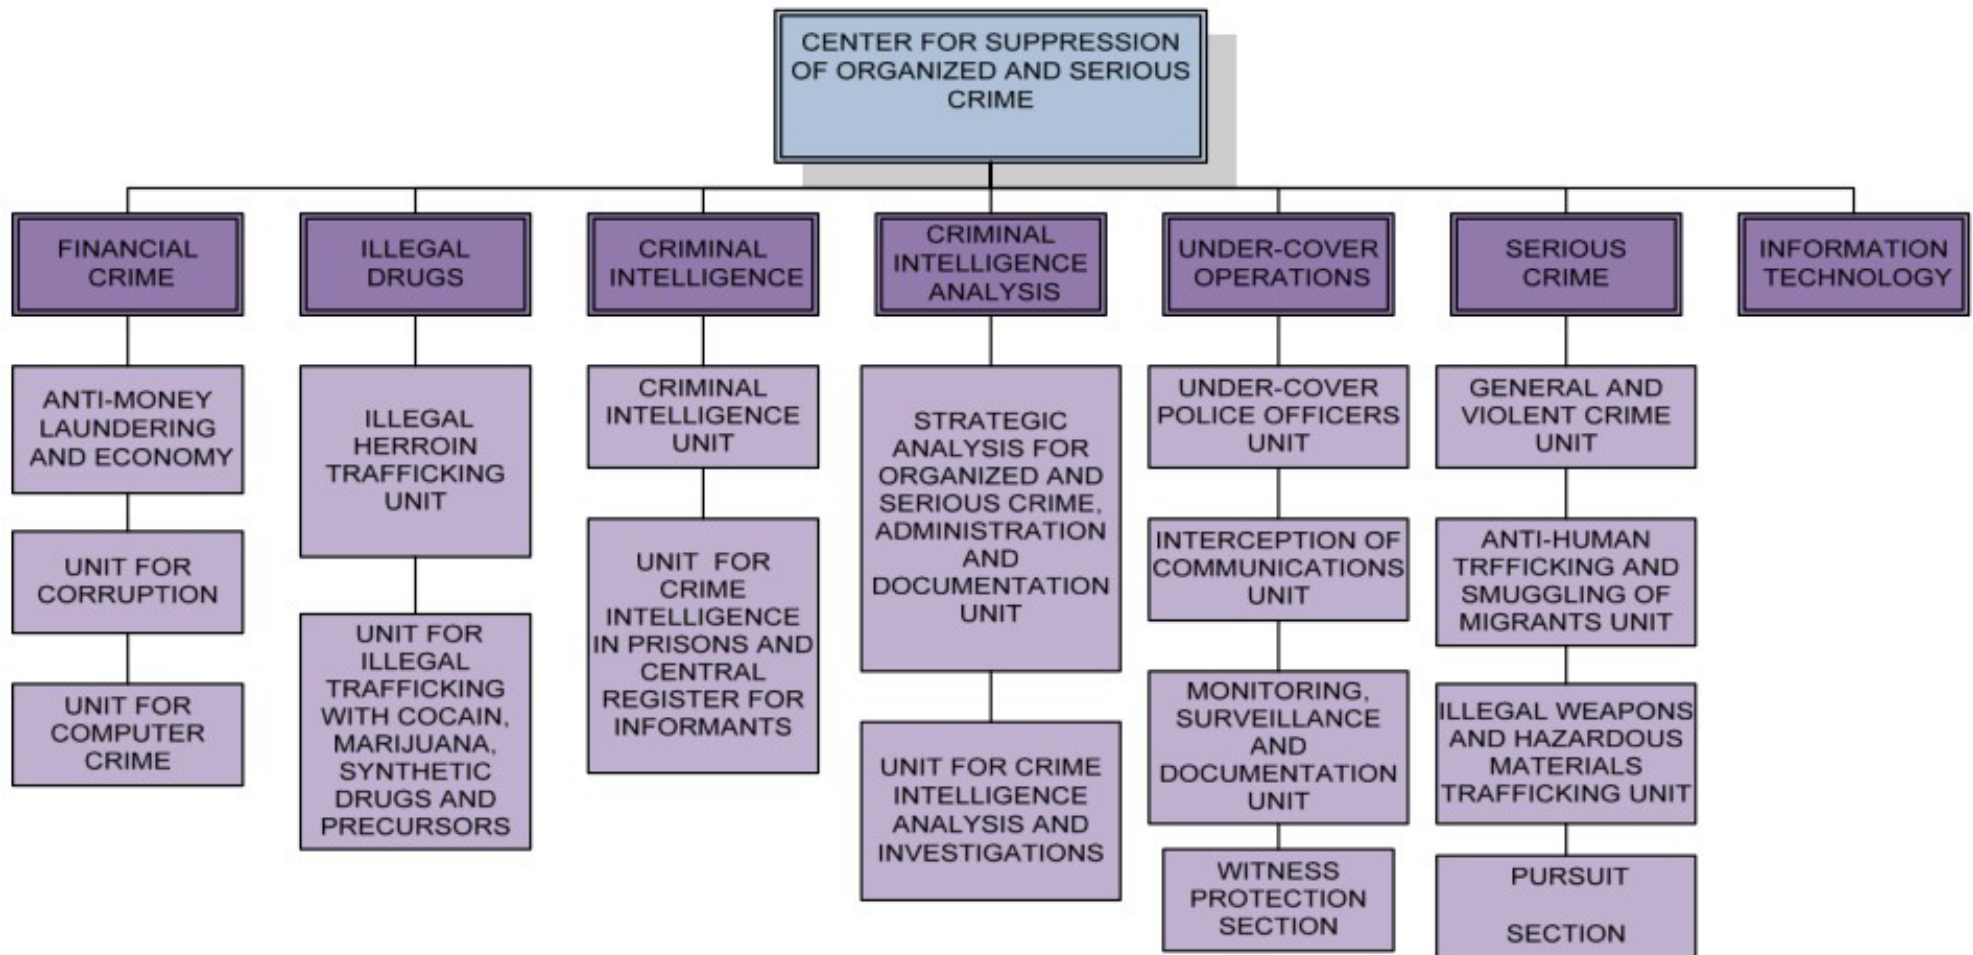 CENTER FOR SUPPRESSION
OF ORGANIZED AND SERIOUS
CRIME
FINANCIAL
CRIME
ILLEGAL
DRUGS
CRIMINAL
INTELLIGENCE
CRIMINAL
INTELLIGENCE
ANALYSIS
UNDER-COVER
OPERATIONS
SERIOUS
CRIME
INFORMATION
TECHNOLOGY
ANTI-MONEY
LAUNDERING
AND ECONOMY
UNIT FOR
CORRUPTION
UNIT FOR
COMPUTER
CRIME
ILLEGAL
HERROIN
TRAFFICKING
UNIT
UNIT FOR
ILLEGAL
TRAFFICKING
WITH COCAIN,
MARIJUANA,
SYNTHETIC
DRUGS AND
PRECURSORS
CRIMINAL
INTELLIGENCE
UNIT
UNIT FOR
CRIME
INTELLIGENCE
IN PRISONS AND
CENTRAL
REGISTER FOR
INFORMANTS
STRATEGIC
ANALYSIS FOR
ORGANIZED AND
SERIOUS CRIME,
ADMINISTRATION
AND
DOCUMENTATION
UNIT
UNIT FOR CRIME
INTELLIGENCE
ANALYSIS AND
INVESTIGATIONS
UNDER-COVER
POLICE OFFICERS
UNIT
INTERCEPTION OF
COMMUNICATIONS
UNIT
MONITORING,
SURVEILLANCE
AND
DOCUMENTATION
UNIT
WITNESS
PROTECTION
SECTION
GENERAL AND
VIOLENT CRIME
UNIT
ANTI-HUMAN
TRFFICKING AND
SMUGGLING OF
MIGRANTS UNIT
ILLEGAL WEAPONS
AND HAZARDOUS
MATERIALS
TRAFFICKING UNIT
PURSUIT
SECTION